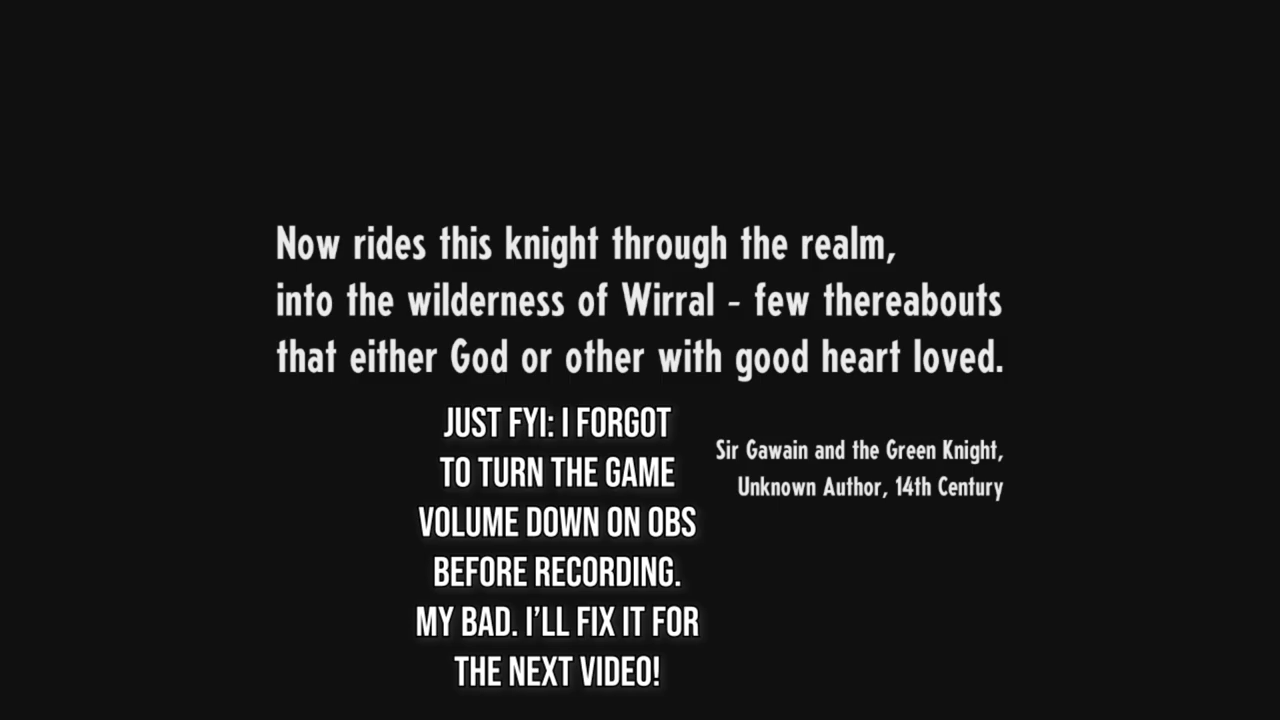 Now rides this knight through the realm,
into the wilderness of Wirral - few thereabouts
that either God or other with good heart loved.
Sir Gawain and the Green Knight,
Unknown Author, 14th Century
JUST FYI: I FORGOT
TO TURN THE GAME
VOLUME DOWN ON OBS
BEFORE RECORDING.
MY BAD. I’LL FIX IT FOR
THE NEXT VIDEO!